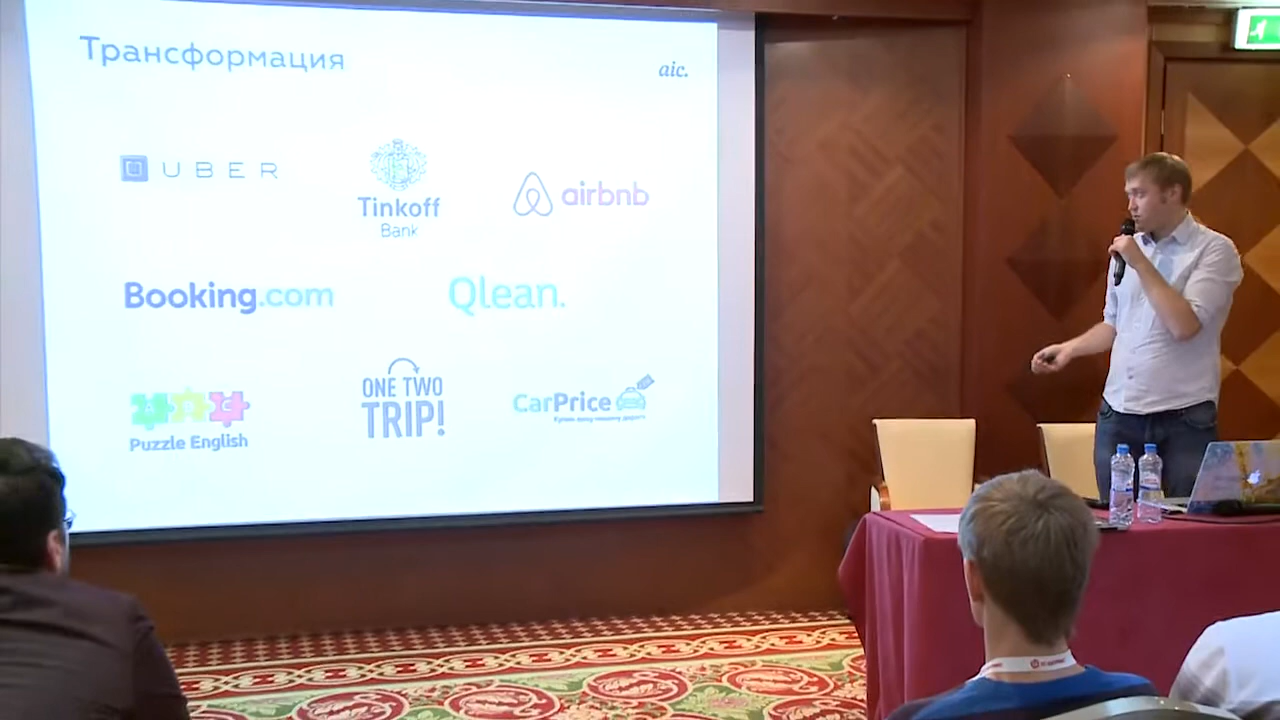 Трансформация
aic.
UBER
Tinkoff
Bank
airbnb
Booking.com
Qlean.
Puzzle English
ONE TWO
TRIP!
CarPrice